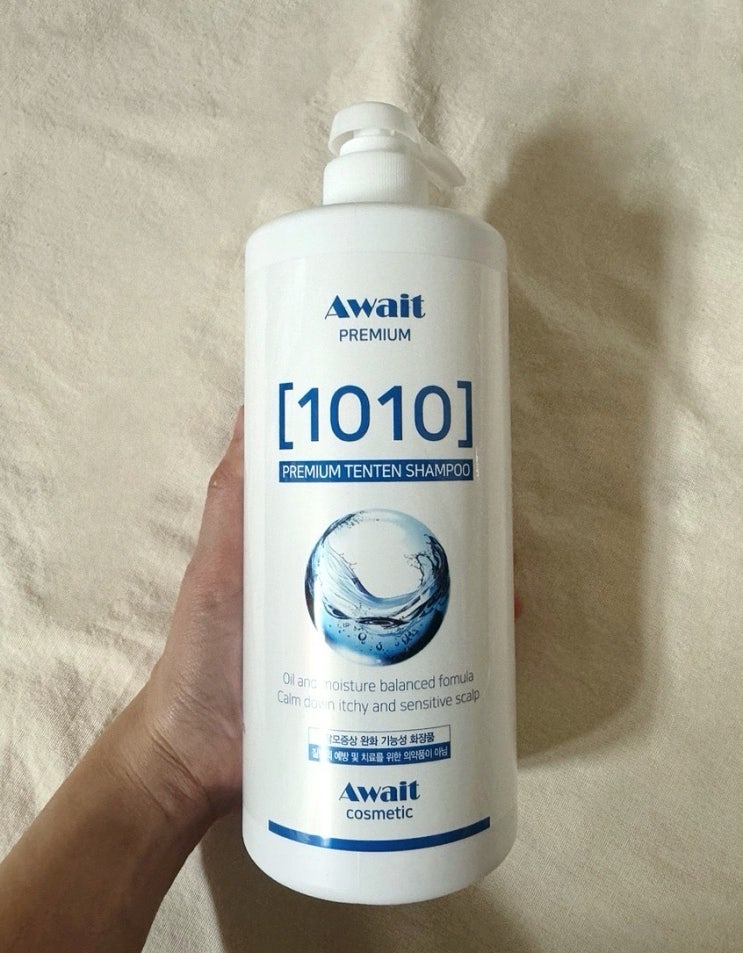 Await
PREMIUM
[1010]
PREMIUM TENTEN SHAMPOO
Oil and moisture balanced fomula
Calm down itchy and sensitive scalp
탈모증상 완화 기능성 화장품
예방 및 치료를 위한 의약품이 아님
Await
cosmetic